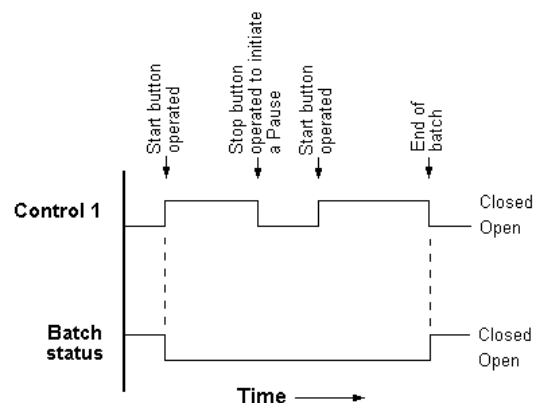 Start button
operated
Stop button
operated to initiate
a Pause
Start button
operated
End of
batch
Control 1
Closed
Open
Batch
status
Closed
Open
Time